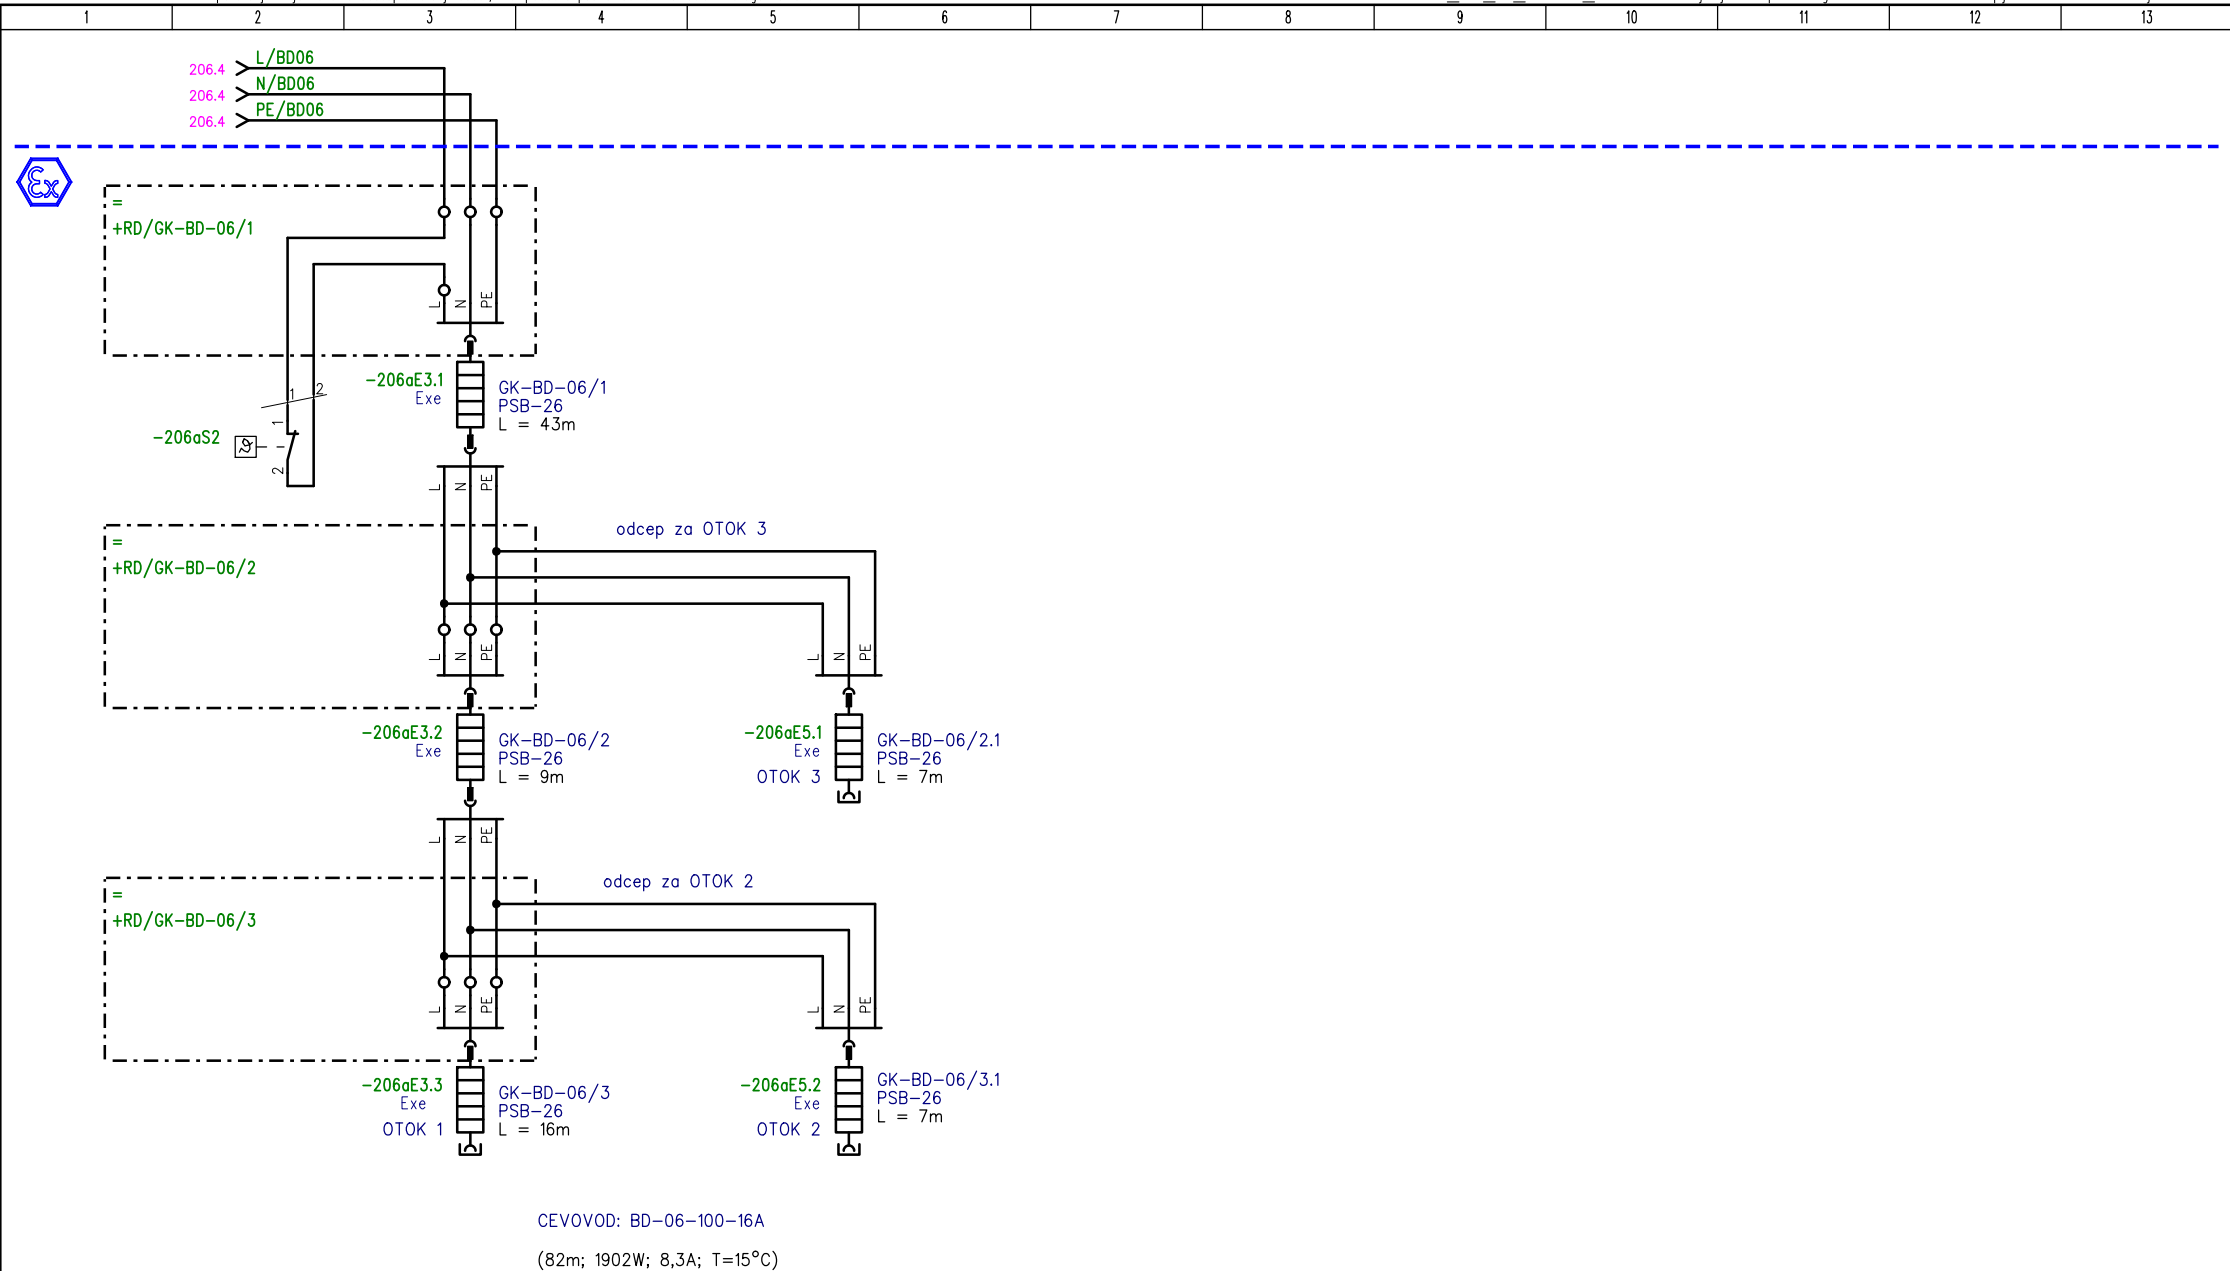 1 2 3 4 5 6 7 8 9 10 11 12 13
206.4 L/BD06
206.4 N/BD06
206.4 PE/BD06
Ex
=
+RD/GK-BD-06/1
L N PE
-206aE3.1
Exe
GK-BD-06/1
PSB-26
L = 43m
1 2
1
-206aS2
2
L N PE
odcep za OTOK 3
=
+RD/GK-BD-06/2
L N PE
L N PE
-206aE3.2
Exe
GK-BD-06/2
PSB-26
L = 9m
-206aE5.1
Exe
OTOK 3
GK-BD-06/2.1
PSB-26
L = 7m
L N PE
odcep za OTOK 2
=
+RD/GK-BD-06/3
L N PE
L N PE
-206aE3.3
Exe
OTOK 1
GK-BD-06/3
PSB-26
L = 16m
-206aE5.2
Exe
OTOK 2
GK-BD-06/3.1
PSB-26
L = 7m
CEVOVOD: BD-06-100-16A
(82m; 1902W; 8,3A; T=15°C)